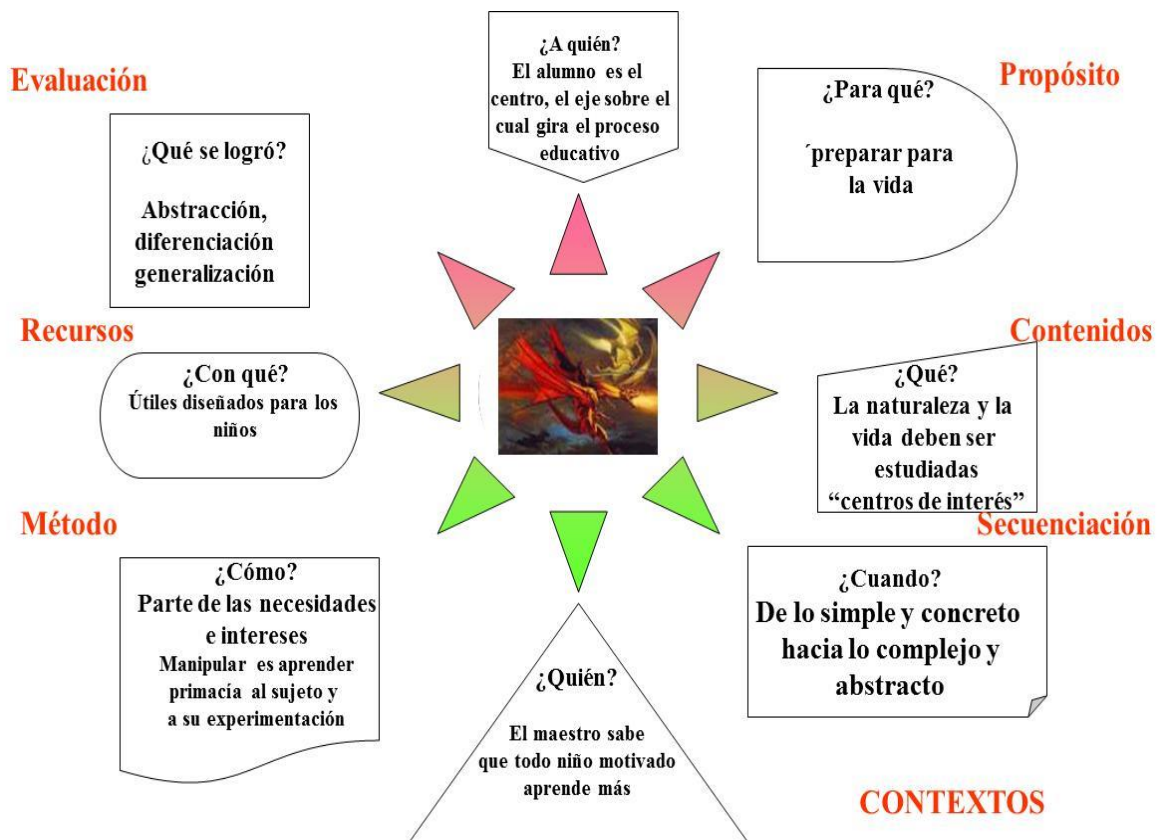 ¿A quién?
El alumno es el
centro, el eje sobre el
cual gira el proceso
educativo
Evaluación
¿Qué se logró?
Abstracción,
diferenciación
generalización
Propósito
¿Para qué?
´preparar para
la vida
Recursos
¿Con qué?
Útiles diseñados para los
niños
Contenidos
¿Qué?
La naturaleza y la
vida deben ser
estudiadas
“centros de interés”
Método
¿Cómo?
Parte de las necesidades
e intereses
Manipular es aprender
primacía al sujeto y
a su experimentación
Secuenciación
¿Cuando?
De lo simple y concreto
hacia lo complejo y
abstracto
¿Quién?
El maestro sabe
que todo niño motivado
aprende más
CONTEXTOS